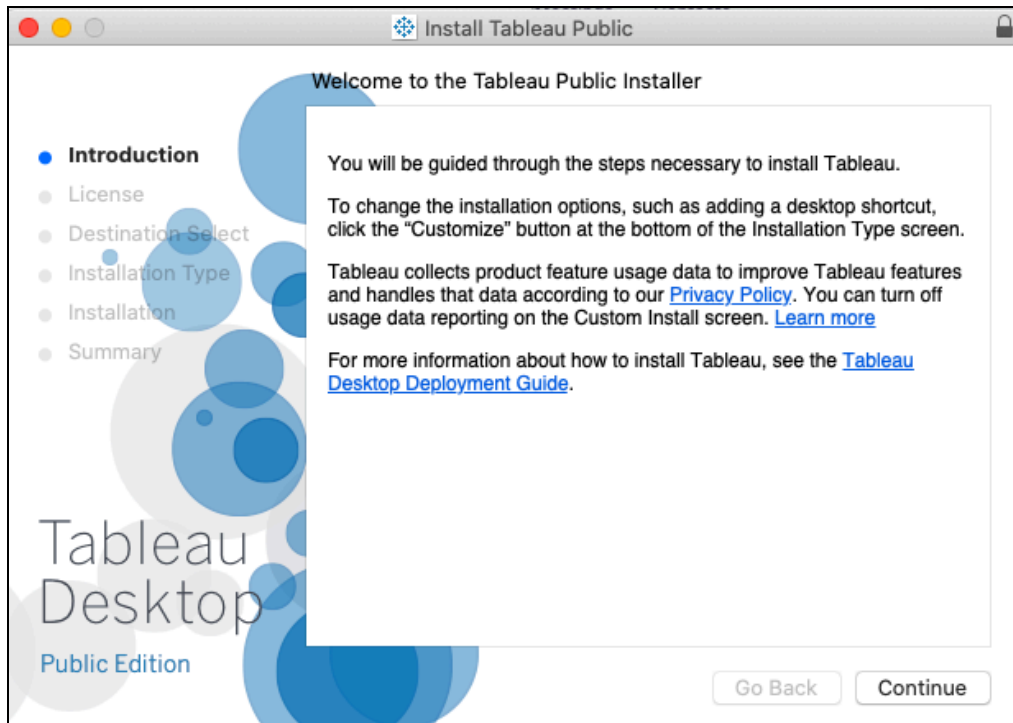 Install Tableau Public
Welcome to the Tableau Public Installer
Introduction
License
Destination Select
Installation Type
Installation
Summary
You will be guided through the steps necessary to install Tableau.
To change the installation options, such as adding a desktop shortcut,
click the “Customize” button at the bottom of the Installation Type screen.
Tableau collects product feature usage data to improve Tableau features
and handles that data according to our Privacy Policy. You can turn off
usage data reporting on the Custom Install screen. Learn more
For more information about how to install Tableau, see the Tableau
Desktop Deployment Guide.
Tableau
Desktop
Public Edition
Go Back
Continue